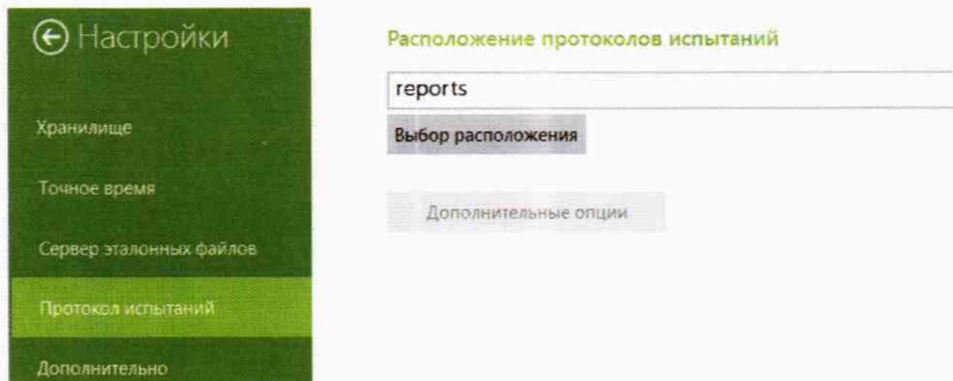 Настройки
Хранилище
Точное время
Сервер эталонных файлов
Протокол испытаний
Дополнительно
Расположение протоколов испытаний
reports
Выбор расположения
Дополнительные опции